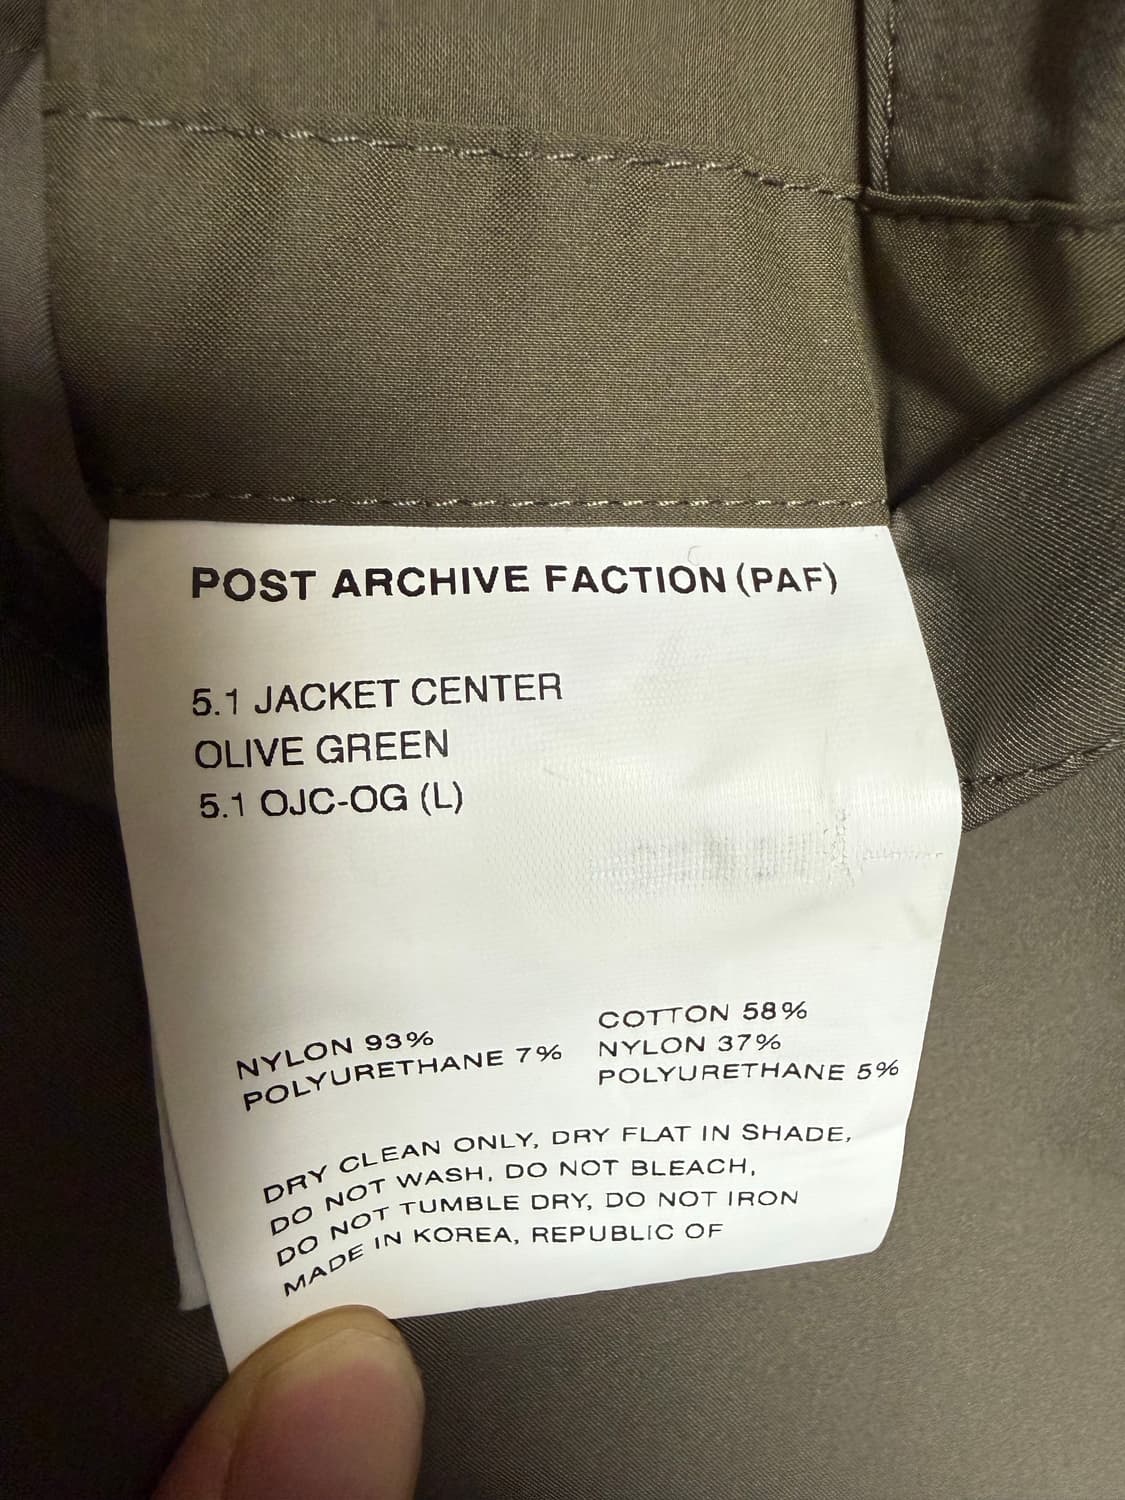 POST ARCHIVE FACTION (PAF)
5.1 JACKET CENTER
OLIVE GREEN
5.1 OJC-OG (L)
NYLON 93%
POLYURETHANE 7%
COTTON 58%
NYLON 37%
POLYURETHANE 5%
DRY CLEAN ONLY, DRY FLAT IN SHADE,
DO NOT WASH, DO NOT BLEACH,
DO NOT TUMBLE DRY, DO NOT IRON
MADE IN KOREA, REPUBLIC OF